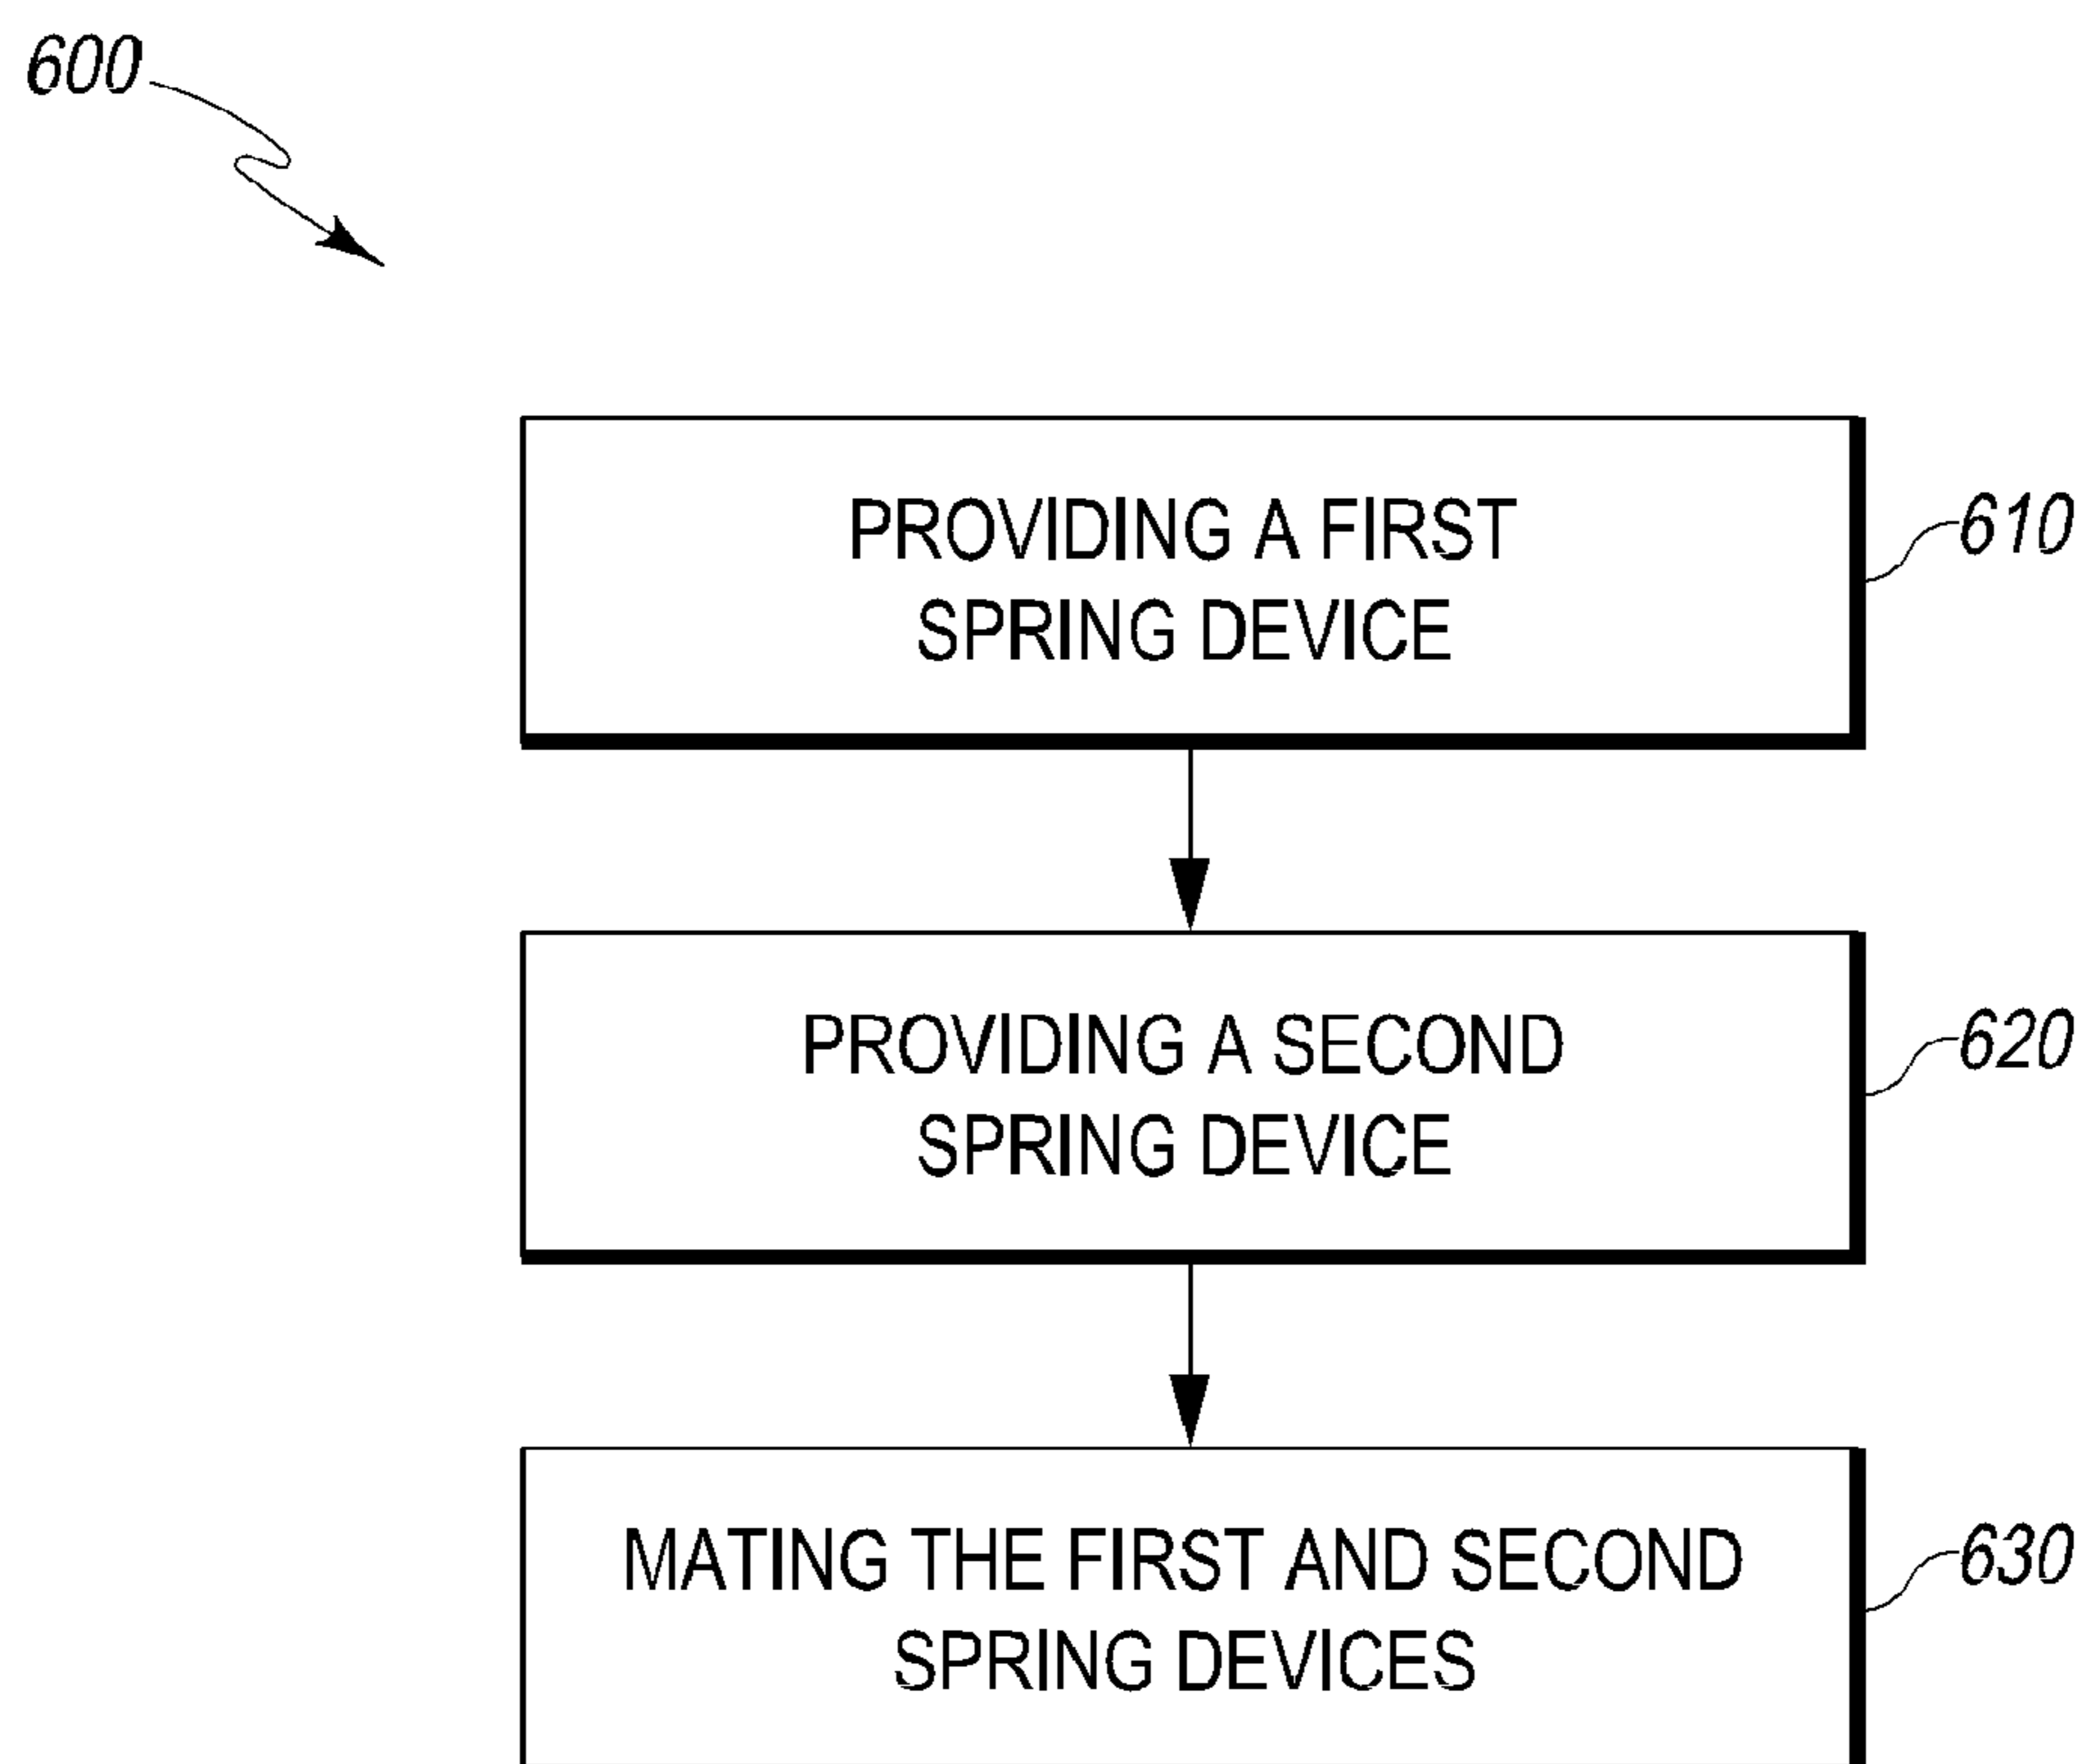 600
PROVIDING A FIRST
SPRING DEVICE
610
PROVIDING A SECOND
SPRING DEVICE
620
MATING THE FIRST AND SECOND
SPRING DEVICES
630